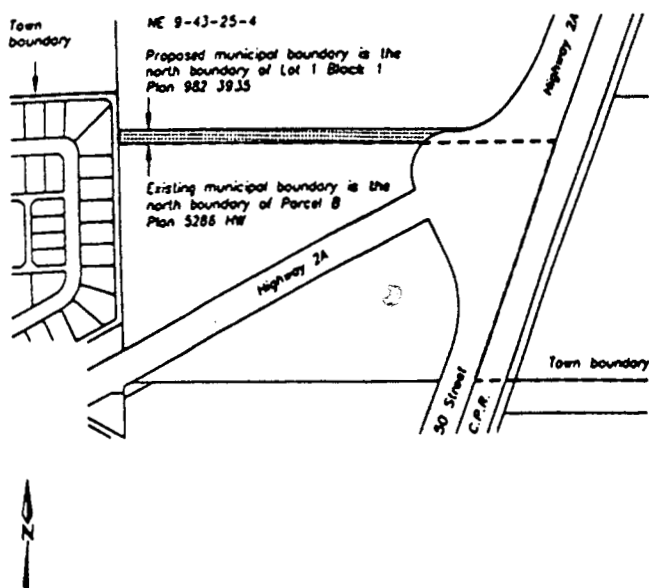 Town
boundary
NE 9-43-25-4
Proposed municipal boundary is the
north boundary of Lot 1 Block 1
Plan 982 3935
Highway 2A
Existing municipal boundary is the
north boundary of Parcel B
Plan 5286 HW
Highway 2A
Town boundary
50 Street
C.P.R.
N